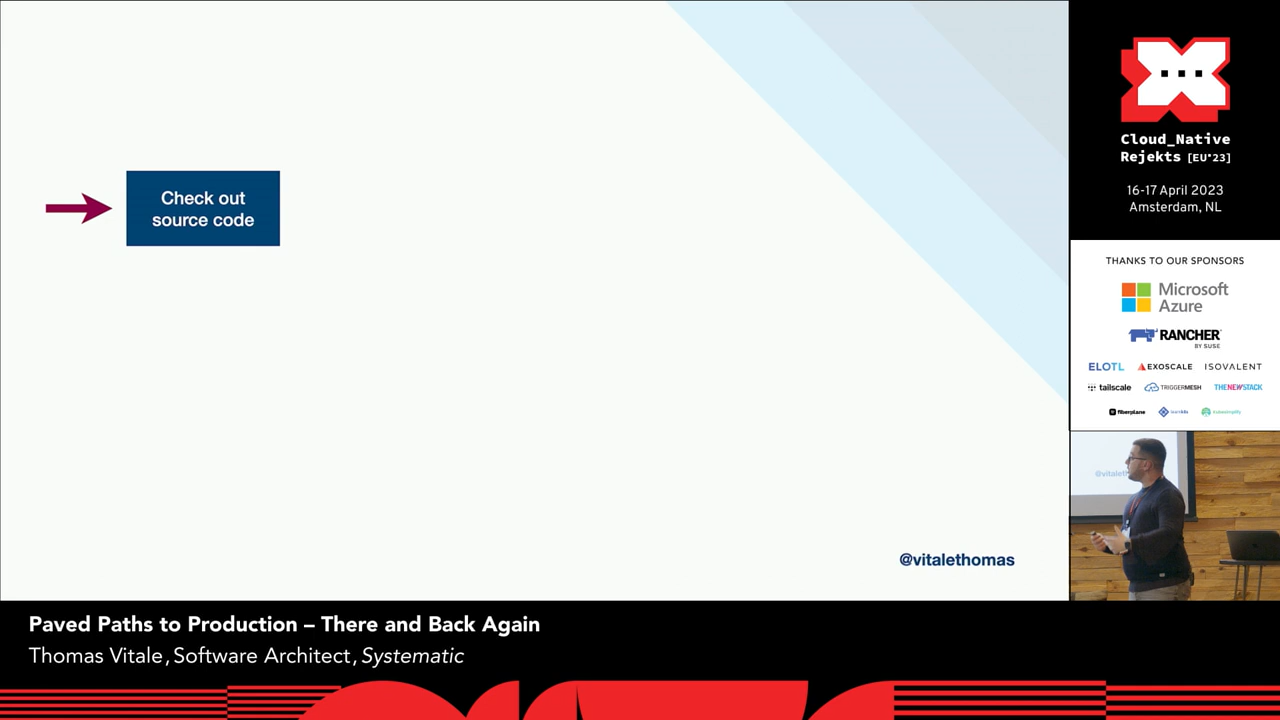 Check out
source code
@vitalethomas
Cloud_Native
Rejekts [EU*23]
16-17 April 2023
Amsterdam, NL
THANKS TO OUR SPONSORS
Microsoft
Azure
RANCHER
BY SUSE
ELOTL
EXOSCALE
ISOVALENT
tailscale
TRIGGERMESH
THENEWSTACK
fiberplane
kubesimplify
Paved Paths to Production – There and Back Again
Thomas Vitale, Software Architect, Systematic